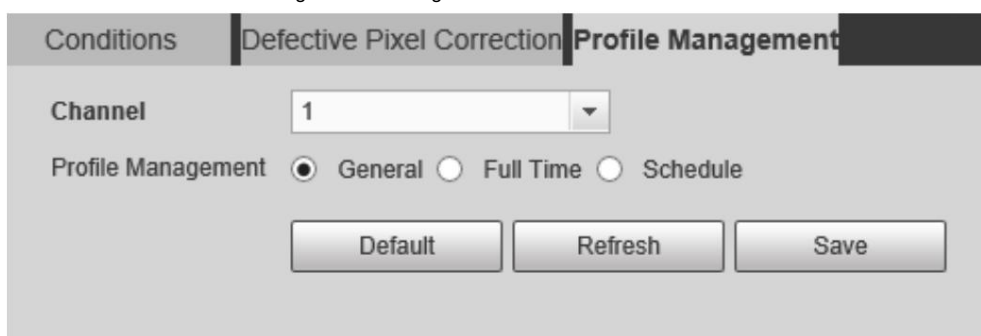 Conditions Defective Pixel Correction Profile Management
Channel 1
Profile Management General Full Time Schedule
Default Refresh Save